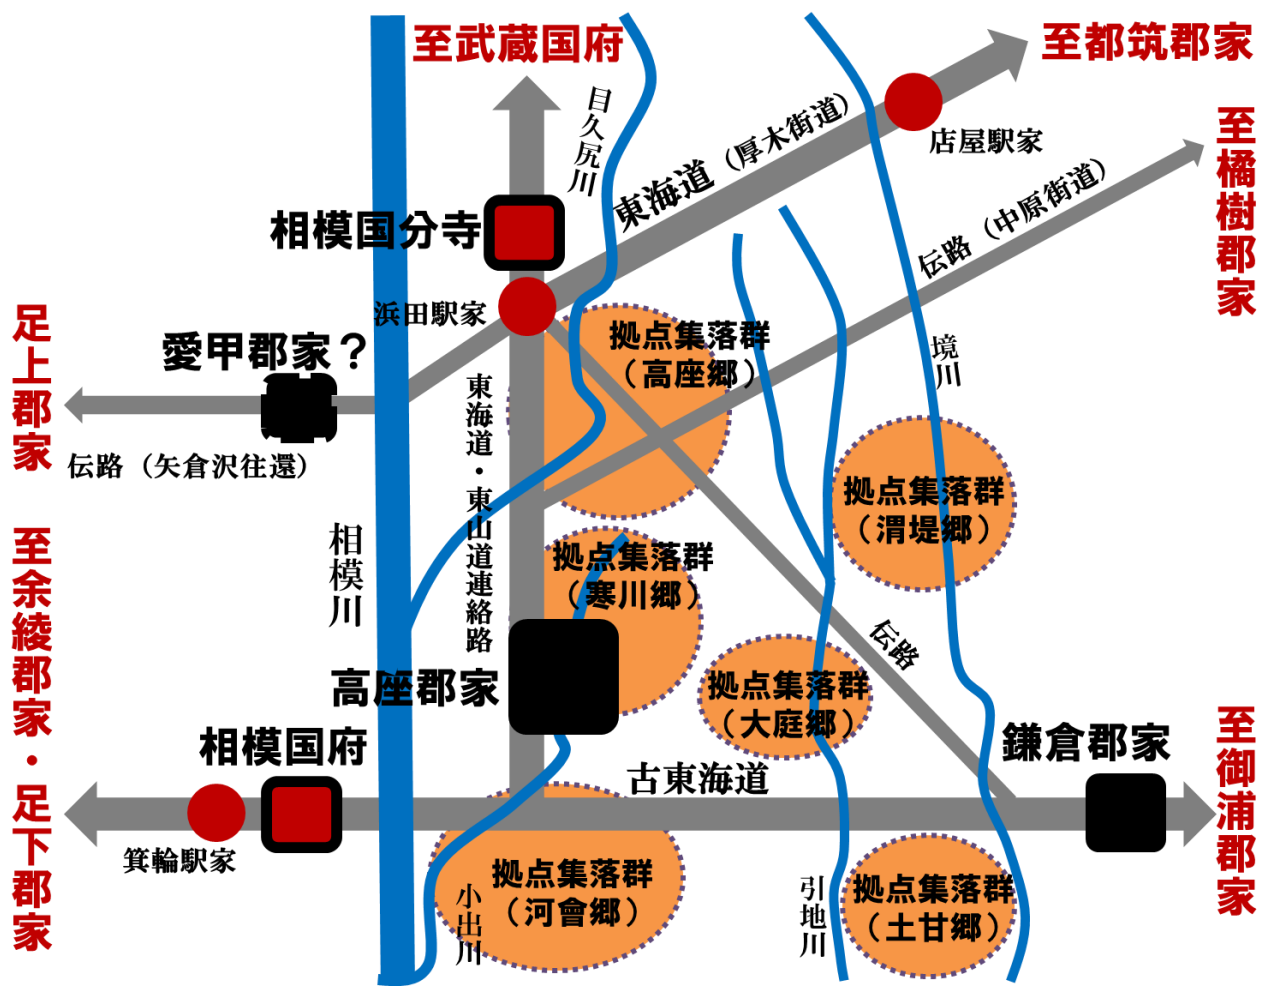 至武蔵国府
至都筑郡家
目久尻川
東海道（厚木街道）
店屋駅家
至橘樹郡家
伝路（中原街道）
相模国分寺
浜田駅家
足上郡家
愛甲郡家？
拠点集落群
（高座郷）
境川
東海道・東山道連絡路
伝路（矢倉沢往還）
拠点集落群
（渭堤郷）
相模川
至余綾郡家・足下郡家
拠点集落群
（寒川郷）
伝路
高座郡家
拠点集落群
（大庭郷）
相模国府
古東海道
鎌倉郡家
至御浦郡家
箕輪駅家
拠点集落群
（河會郷）
小出川
引地川
拠点集落群
（土甘郷）